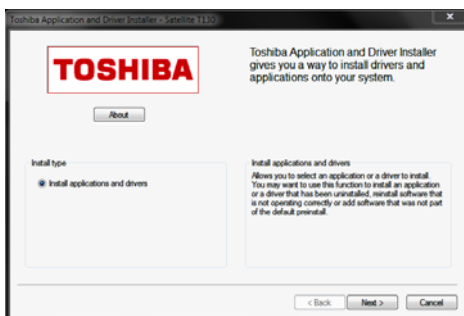 Toshiba Application and Driver Installer - Satellite T130
TOSHIBA
Toshiba Application and Driver Installer
gives you a way to install drivers and
applications onto your system.
About
Install type
Install applications and drivers
Install applications and drivers
Allows you to select an application or a driver to install.
You may want to use this function to install an application
or a driver that has been uninstalled, reinstall software that
is not operating correctly or add software that was not part
of the default preinstall.
< Back
Next >
Cancel